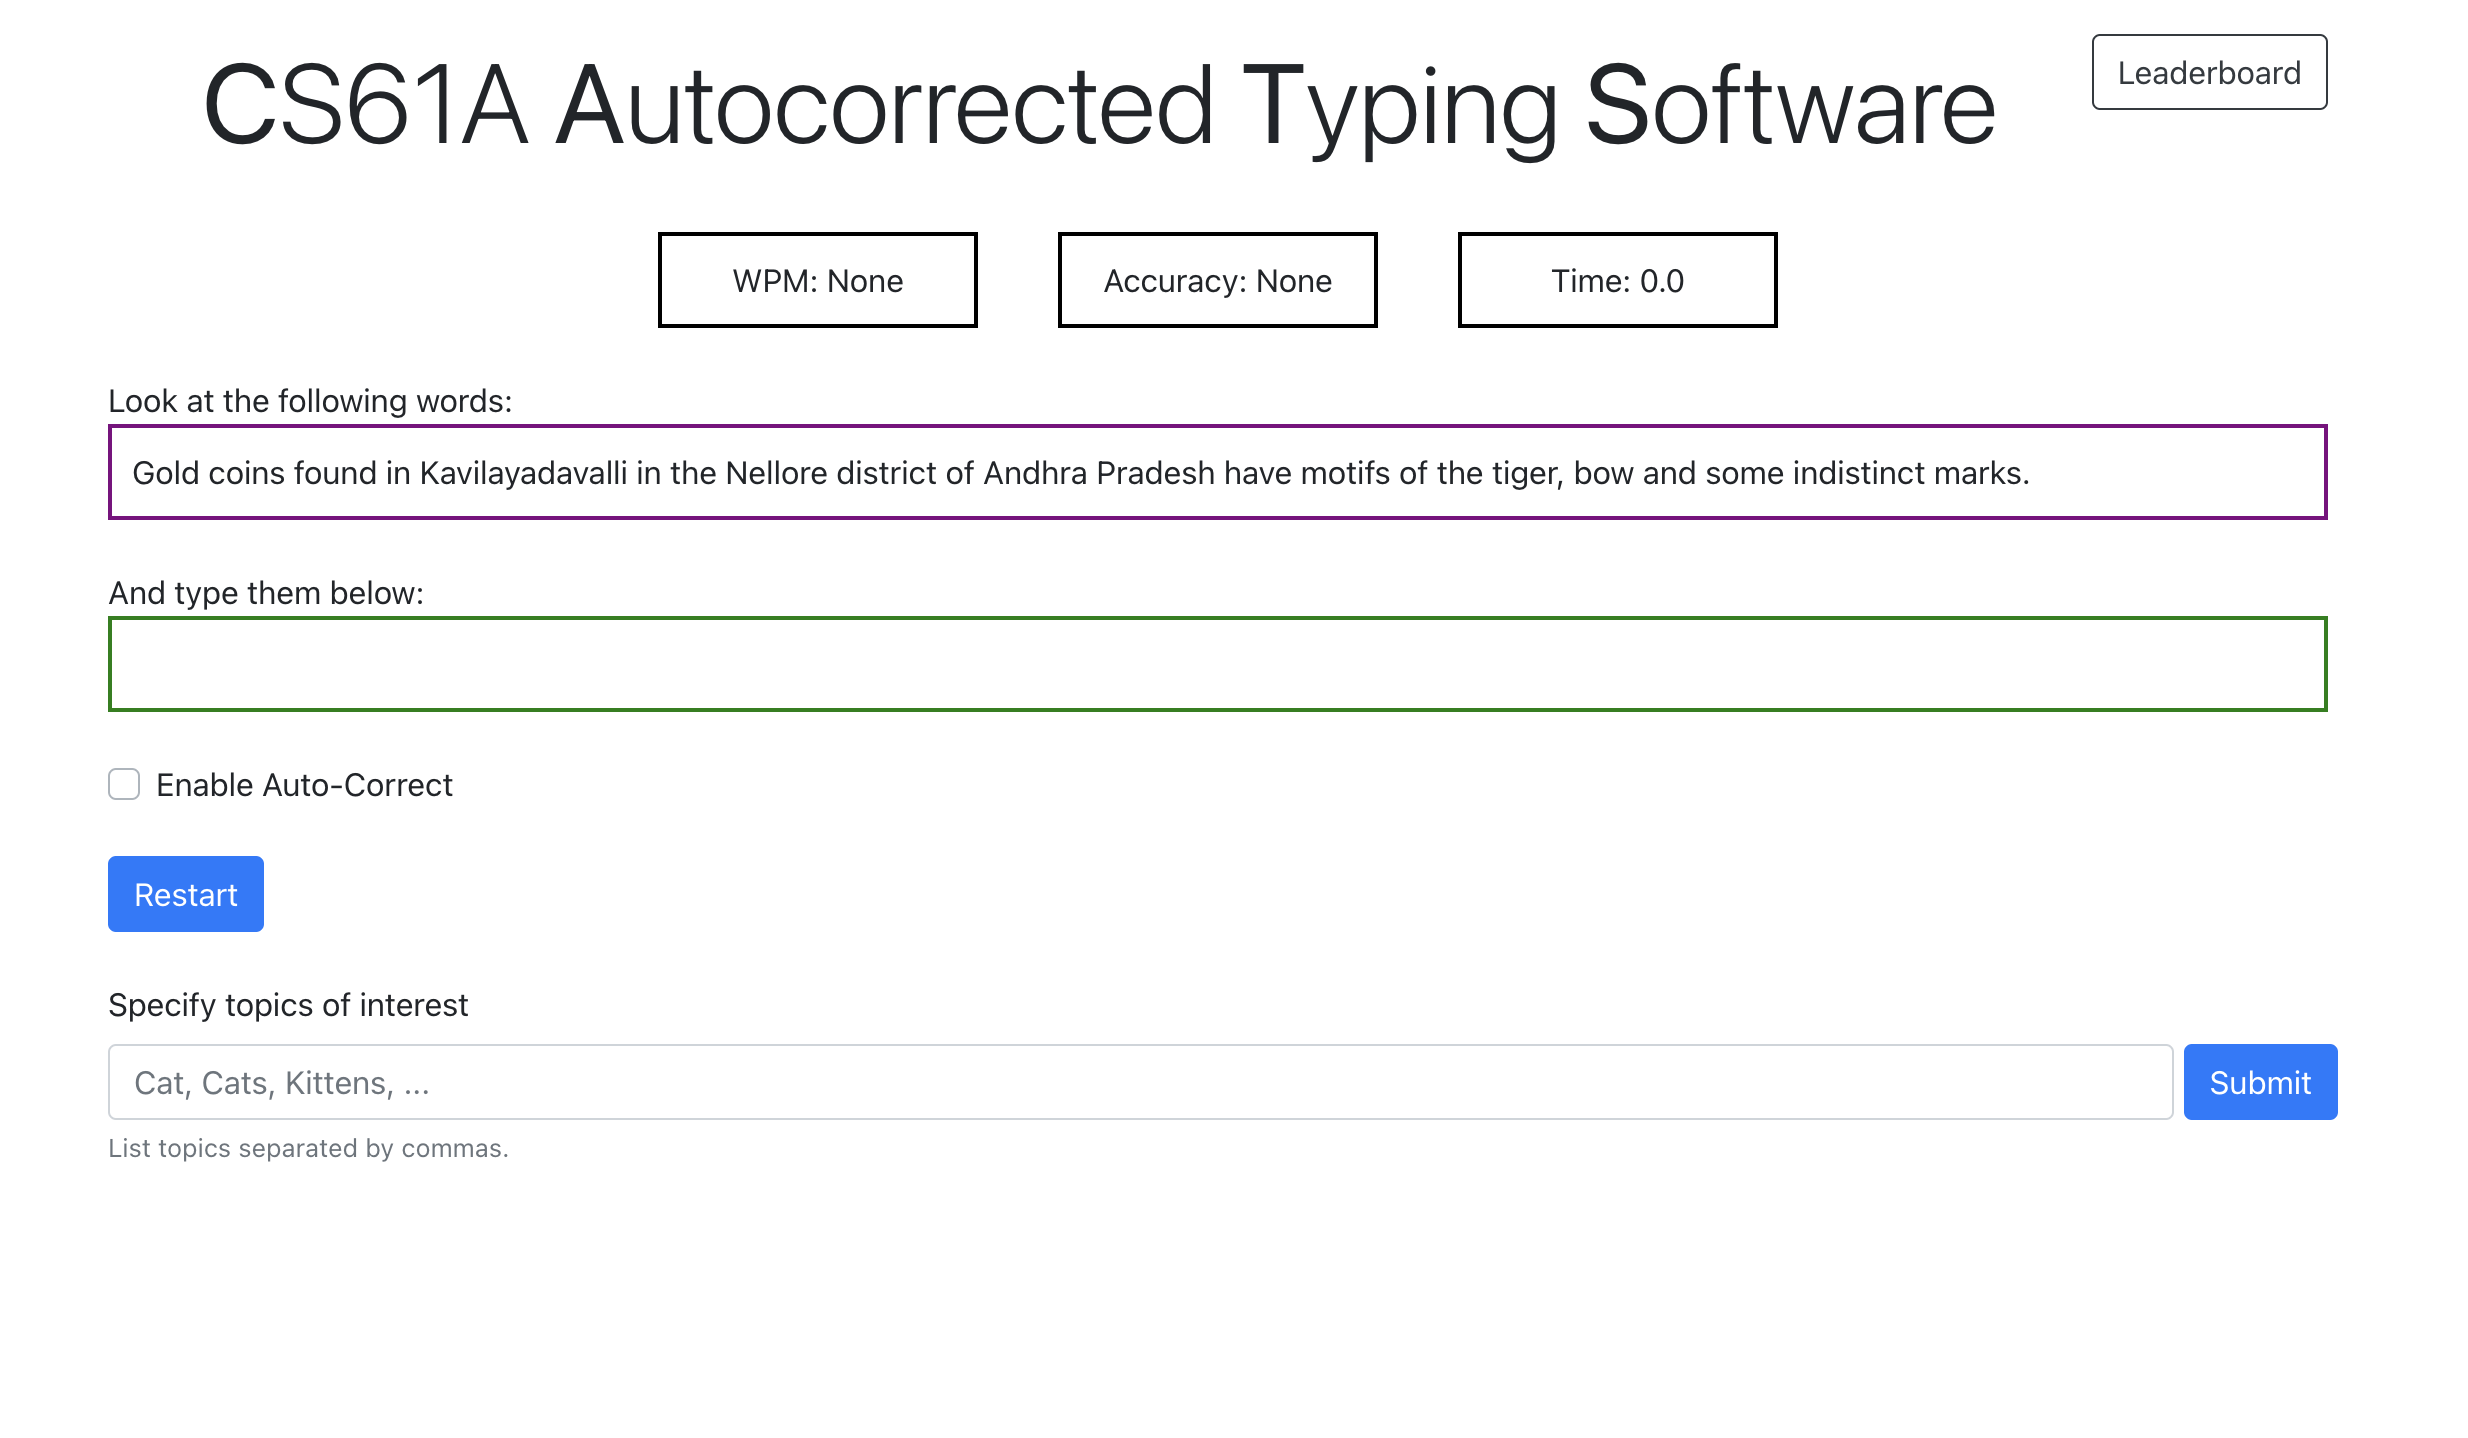 CS61A Autocorrected Typing Software
Leaderboard
WPM: None
Accuracy: None
Time: 0.0
Look at the following words:
Gold coins found in Kavilayadavalli in the Nellore district of Andhra Pradesh have motifs of the tiger, bow and some indistinct marks.
And type them below:
Enable Auto-Correct
Restart
Specify topics of interest
Cat, Cats, Kittens, ...
Submit
List topics separated by commas.